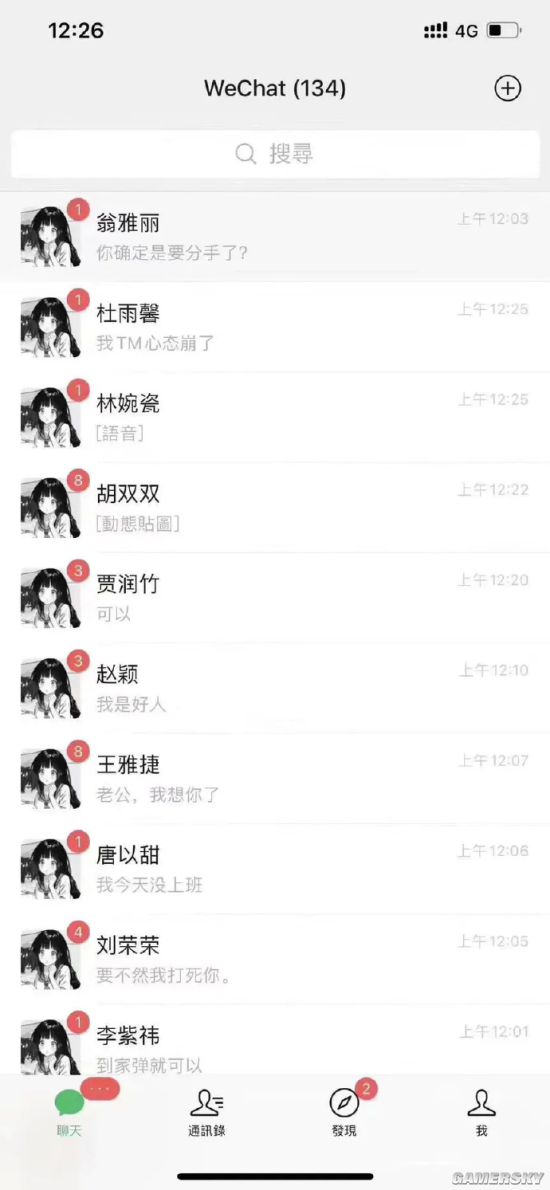 12:26
4G
WeChat (134)
搜尋
1
翁雅丽
上午12:03
你确定是要分手了?
1
杜雨馨
上午12:25
我TM心态崩了
1
林婉瓷
上午12:25
[語音]
8
胡双双
上午12:22
[動態貼圖]
3
贾润竹
上午12:20
可以
3
赵颖
上午12:10
我是好人
8
王雅捷
上午12:07
老公，我想你了
1
唐以甜
上午12:06
我今天没上班
4
刘荣荣
上午12:05
要不然我打死你。
1
李紫祎
上午12:01
到家弹就可以
...
2
聊天
通訊錄
發現
我
GAMERSKY